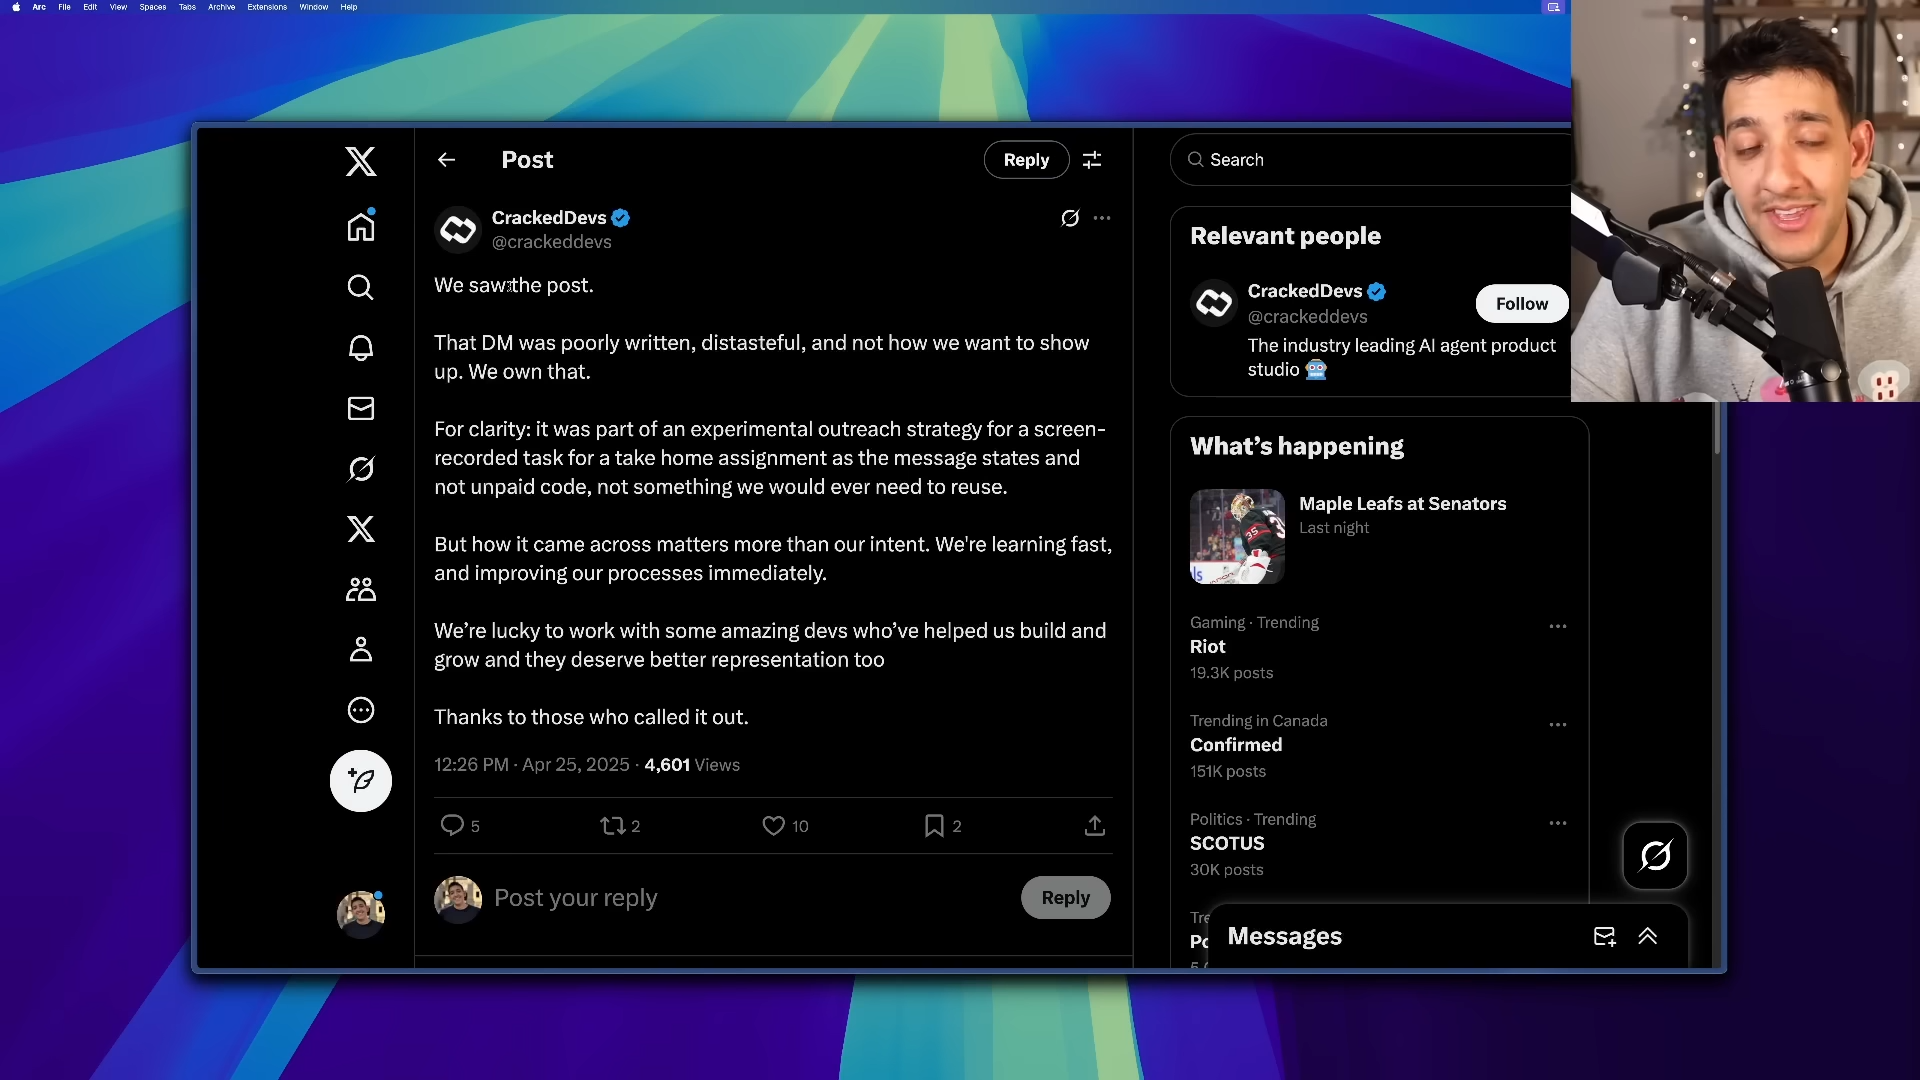 Arc File Edit View Spaces Tabs Archive Extensions Window Help
Post
Reply
CrackedDevs
@crackeddevs
We saw the post.
That DM was poorly written, distasteful, and not how we want to show
up. We own that.
For clarity: it was part of an experimental outreach strategy for a screen-
recorded task for a take home assignment as the message states and
not unpaid code, not something we would ever need to reuse.
But how it came across matters more than our intent. We're learning fast,
and improving our processes immediately.
We’re lucky to work with some amazing devs who’ve helped us build and
grow and they deserve better representation too
Thanks to those who called it out.
12:26 PM · Apr 25, 2025 · 4,601 Views
5
2
10
2
Post your reply
Reply
Search
Relevant people
CrackedDevs
@crackeddevs
Follow
The industry leading AI agent product
studio
What’s happening
Maple Leafs at Senators
Last night
Gaming · Trending
Riot
19.3K posts
Trending in Canada
Confirmed
151K posts
Politics · Trending
SCOTUS
30K posts
Messages